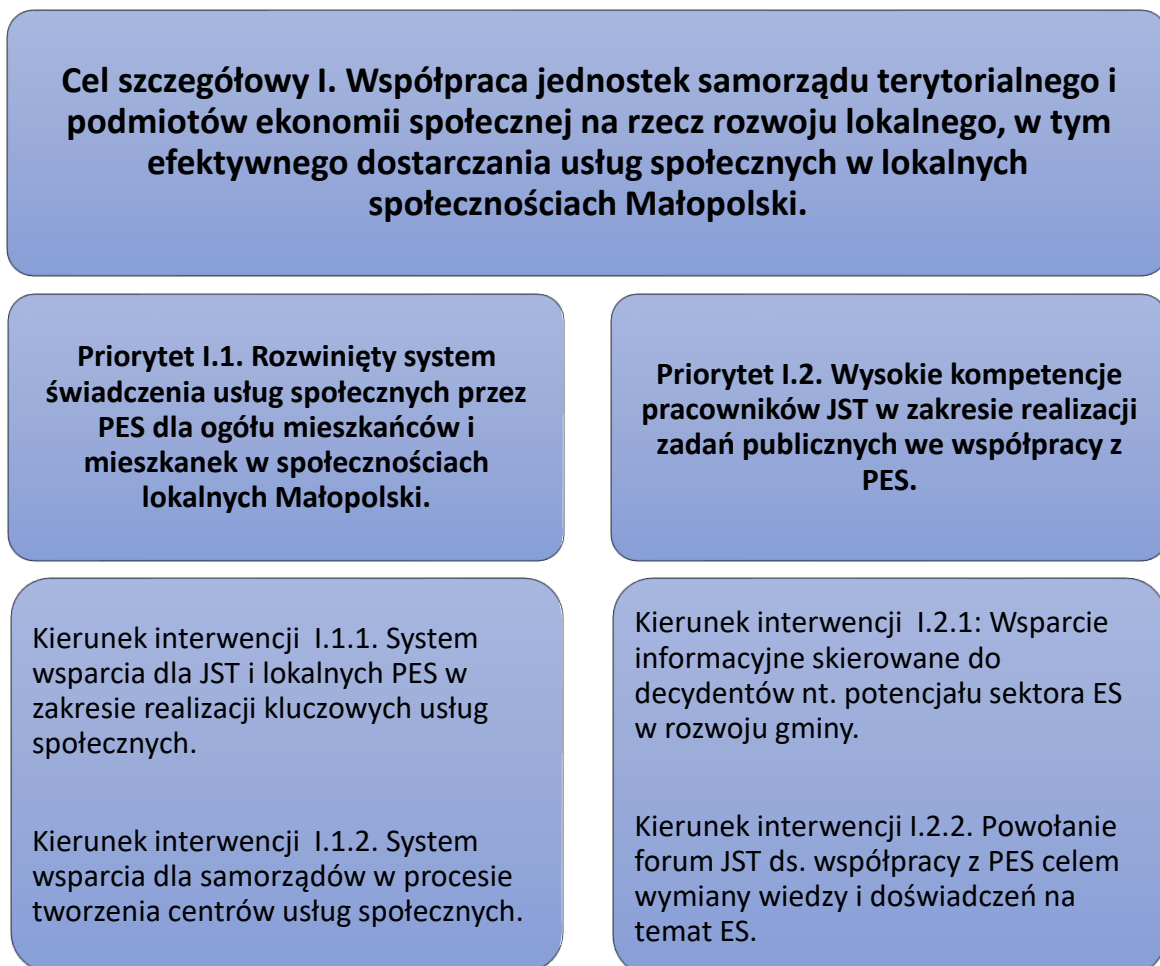 Cel szczegółowy I. Współpraca jednostek samorządu terytorialnego i
podmiotów ekonomii społecznej na rzecz rozwoju lokalnego, w tym
efektywnego dostarczania usług społecznych w lokalnych
społecznościach Małopolski.
Priorytet I.1. Rozwinięty system
świadczenia usług społecznych przez
PES dla ogółu mieszkańców i
mieszkanek w społecznościach
lokalnych Małopolski.
Priorytet I.2. Wysokie kompetencje
pracowników JST w zakresie realizacji
zadań publicznych we współpracy z
PES.
Kierunek interwencji I.1.1. System
wsparcia dla JST i lokalnych PES w
zakresie realizacji kluczowych usług
społecznych.
Kierunek interwencji I.1.2. System
wsparcia dla samorządów w procesie
tworzenia centrów usług społecznych.
Kierunek interwencji I.2.1: Wsparcie
informacyjne skierowane do
decydentów nt. potencjału sektora ES
w rozwoju gminy.
Kierunek interwencji I.2.2. Powołanie
forum JST ds. współpracy z PES celem
wymiany wiedzy i doświadczeń na
temat ES.